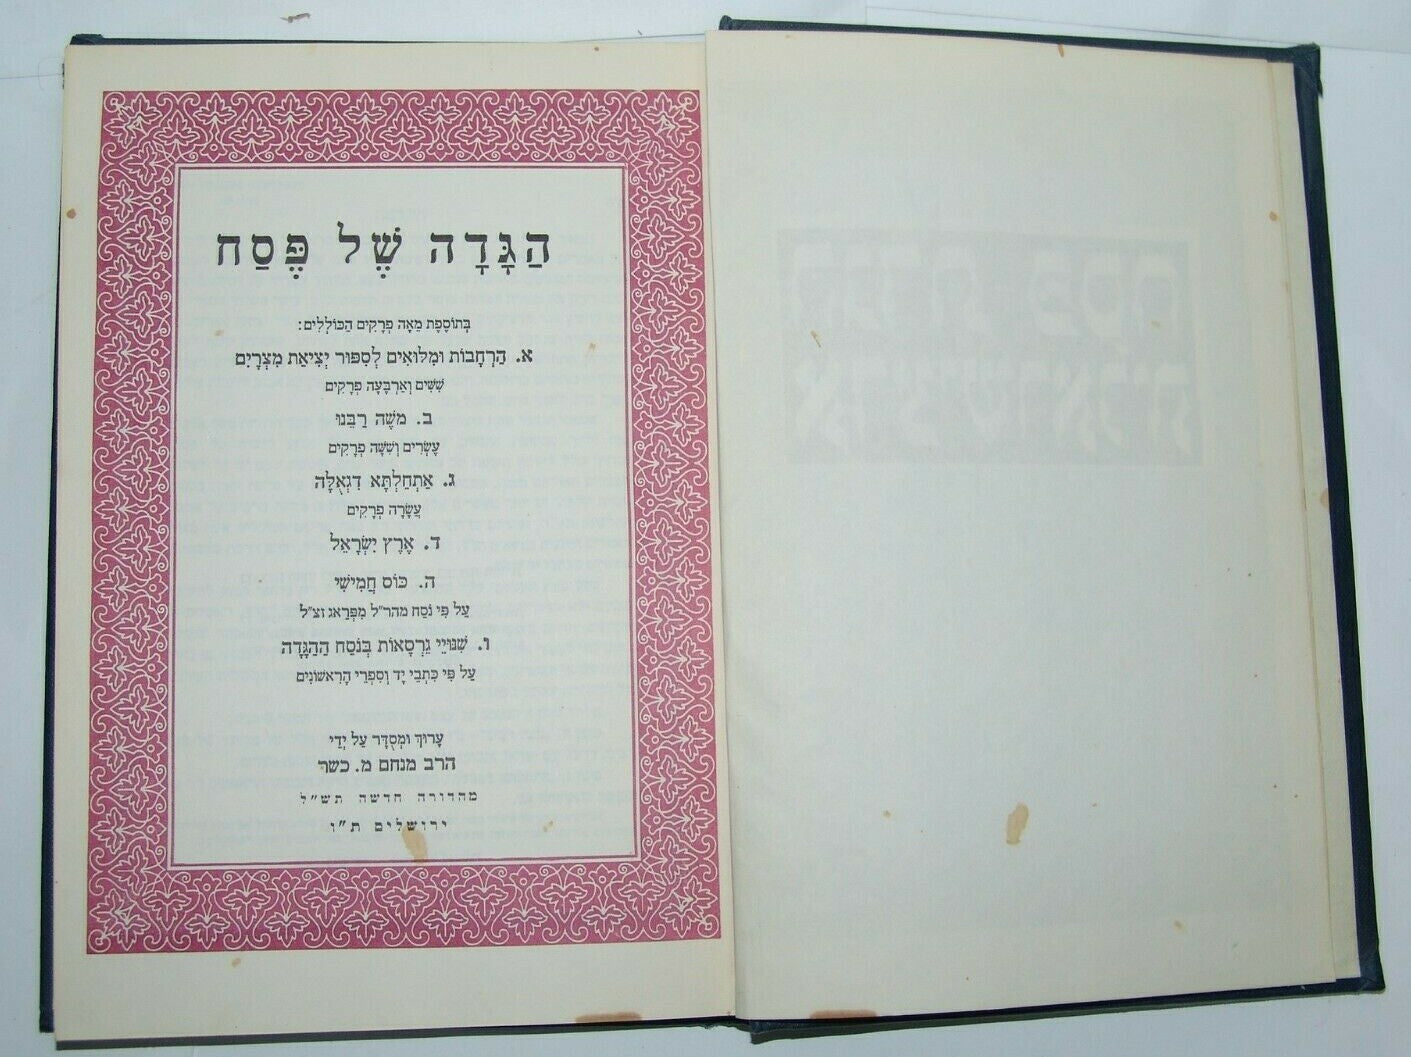 הַגָּדָה שֶׁל פֶּסַח
בְּתוֹסֶפֶת מֵאָה פְּרָקִים הַכּוֹלְלִים:
א. הַרְחָבוֹת וּמִלּוּאִים לְסִפּוּר יְצִיאַת מִצְרַיִם
שִׁשִּׁים וְאַרְבָּעָה פְרָקִים
ב. מֹשֶׁה רַבֵּנוּ
עֶשְׂרִים וְשִׁשָּׁה פְרָקִים
ג. אַתְחַלְתָּא דִגְאֻלָּה
עֲשָׂרָה פְרָקִים
ד. אֶרֶץ יִשְׂרָאֵל
ה. כּוֹס חֲמִישִׁי
עַל פִּי נֻסַח מהר״ל מִפְּרַאג זצ״ל
ו. שִׁנּוּיֵי גֵרְסָאוֹת בְּנֻסַח הַהַגָּדָה
עַל פִּי כִּתְבֵי יָד וְסִפְרֵי הָרִאשׁוֹנִים
עָרוּךְ וּמְסֻדָּר עַל יְדֵי
הרב מנחם מ. כשר
מהדורה חדשה תש״ל
ירושלים ת״ו